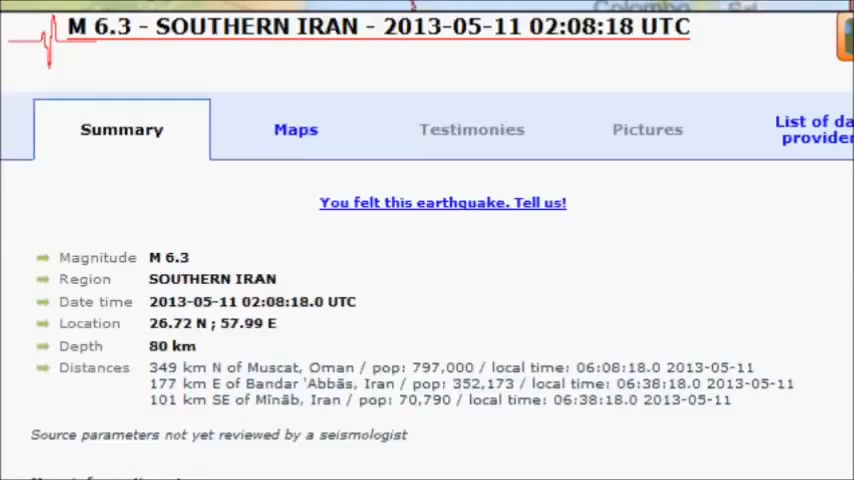 Colombo
M 6.3 - SOUTHERN IRAN - 2013-05-11 02:08:18 UTC
Summary
Maps
Testimonies
Pictures
List of da
provider
You felt this earthquake. Tell us!
Magnitude M 6.3
Region SOUTHERN IRAN
Date time 2013-05-11 02:08:18.0 UTC
Location 26.72 N ; 57.99 E
Depth 80 km
Distances 349 km N of Muscat, Oman / pop: 797,000 / local time: 06:08:18.0 2013-05-11
177 km E of Bandar 'Abbās, Iran / pop: 352,173 / local time: 06:38:18.0 2013-05-11
101 km SE of Mīnāb, Iran / pop: 70,790 / local time: 06:38:18.0 2013-05-11
Source parameters not yet reviewed by a seismologist